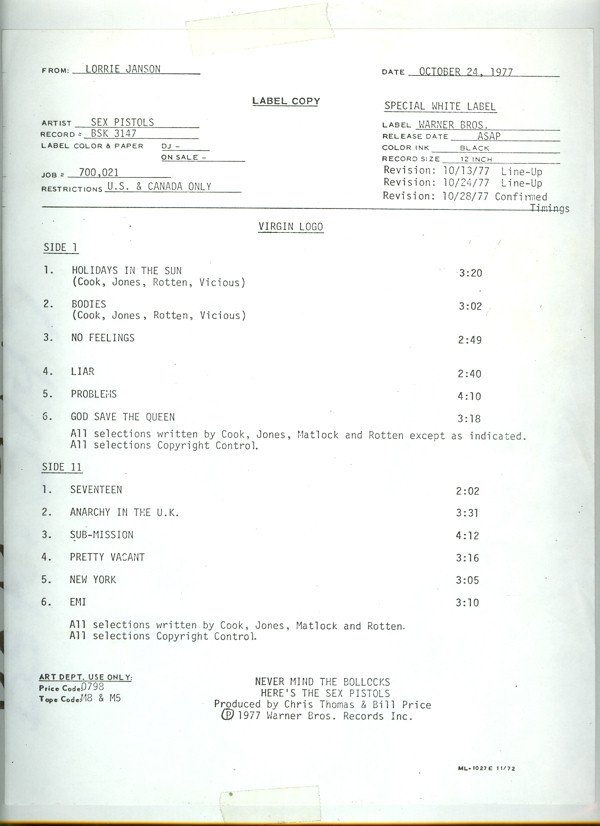 FROM: LORRIE JANSON
DATE OCTOBER 24, 1977
LABEL COPY
SPECIAL WHITE LABEL
ARTIST SEX PISTOLS
RECORD # BSK 3147
LABEL COLOR & PAPER DJ –
ON SALE –
JOB # 700,021
RESTRICTIONS U.S. & CANADA ONLY
LABEL WARNER BROS.
RELEASE DATE ASAP
COLOR INK BLACK
RECORD SIZE 12 INCH
Revision: 10/13/77 Line-Up
Revision: 10/24/77 Line-Up
Revision: 10/28/77 Confirmed
Timings
VIRGIN LOGO
SIDE 1
1. HOLIDAYS IN THE SUN 3:20
(Cook, Jones, Rotten, Vicious)
2. BODIES 3:02
(Cook, Jones, Rotten, Vicious)
3. NO FEELINGS 2:49
4. LIAR 2:40
5. PROBLEMS 4:10
6. GOD SAVE THE QUEEN 3:18
All selections written by Cook, Jones, Matlock and Rotten except as indicated.
All selections Copyright Control.
SIDE 11
1. SEVENTEEN 2:02
2. ANARCHY IN THE U.K. 3:31
3. SUB-MISSION 4:12
4. PRETTY VACANT 3:16
5. NEW YORK 3:05
6. EMI 3:10
All selections written by Cook, Jones, Matlock and Rotten.
All selections Copyright Control.
ART DEPT. USE ONLY:
Price Code: 0798
Tape Code: M8 & M5
NEVER MIND THE BOLLOCKS
HERE'S THE SEX PISTOLS
Produced by Chris Thomas & Bill Price
Ⓟ 1977 Warner Bros. Records Inc.
ML-1027E 11/72